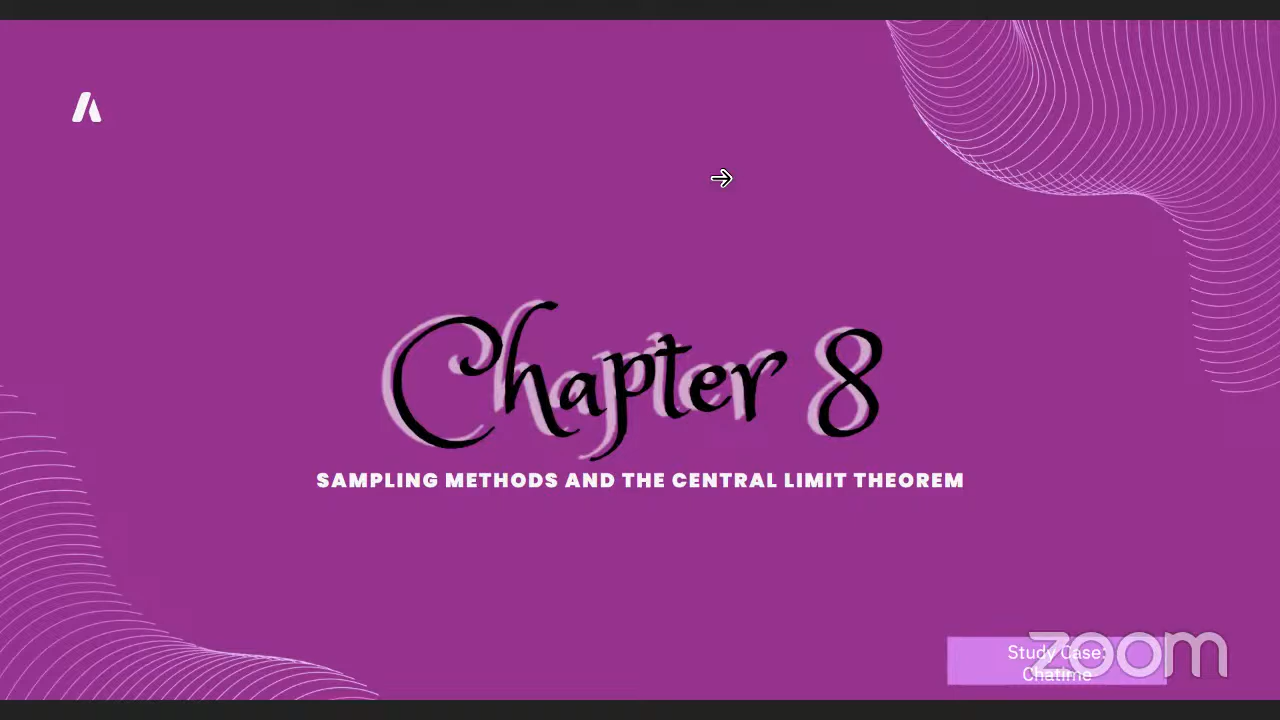 Chapter 8
SAMPLING METHODS AND THE CENTRAL LIMIT THEOREM
Study Case:
Chatime
zoom